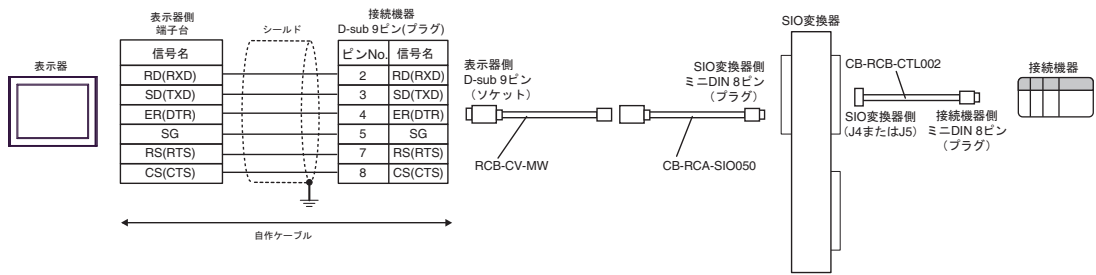 表示器
表示器側
端子台
シールド
接続機器
D-sub 9ピン(プラグ)
信号名
ピンNo. 信号名
RD(RXD) 2 RD(RXD)
SD(TXD) 3 SD(TXD)
ER(DTR) 4 ER(DTR)
SG 5 SG
RS(RTS) 7 RS(RTS)
CS(CTS) 8 CS(CTS)
自作ケーブル
表示器側
D-sub 9ピン
(ソケット)
RCB-CV-MW
SIO変換器側
ミニDIN 8ピン
(プラグ)
CB-RCA-SIO050
SIO変換器
CB-RCB-CTL002
SIO変換器側
(J4またはJ5)
接続機器側
ミニDIN 8ピン
(プラグ)
接続機器